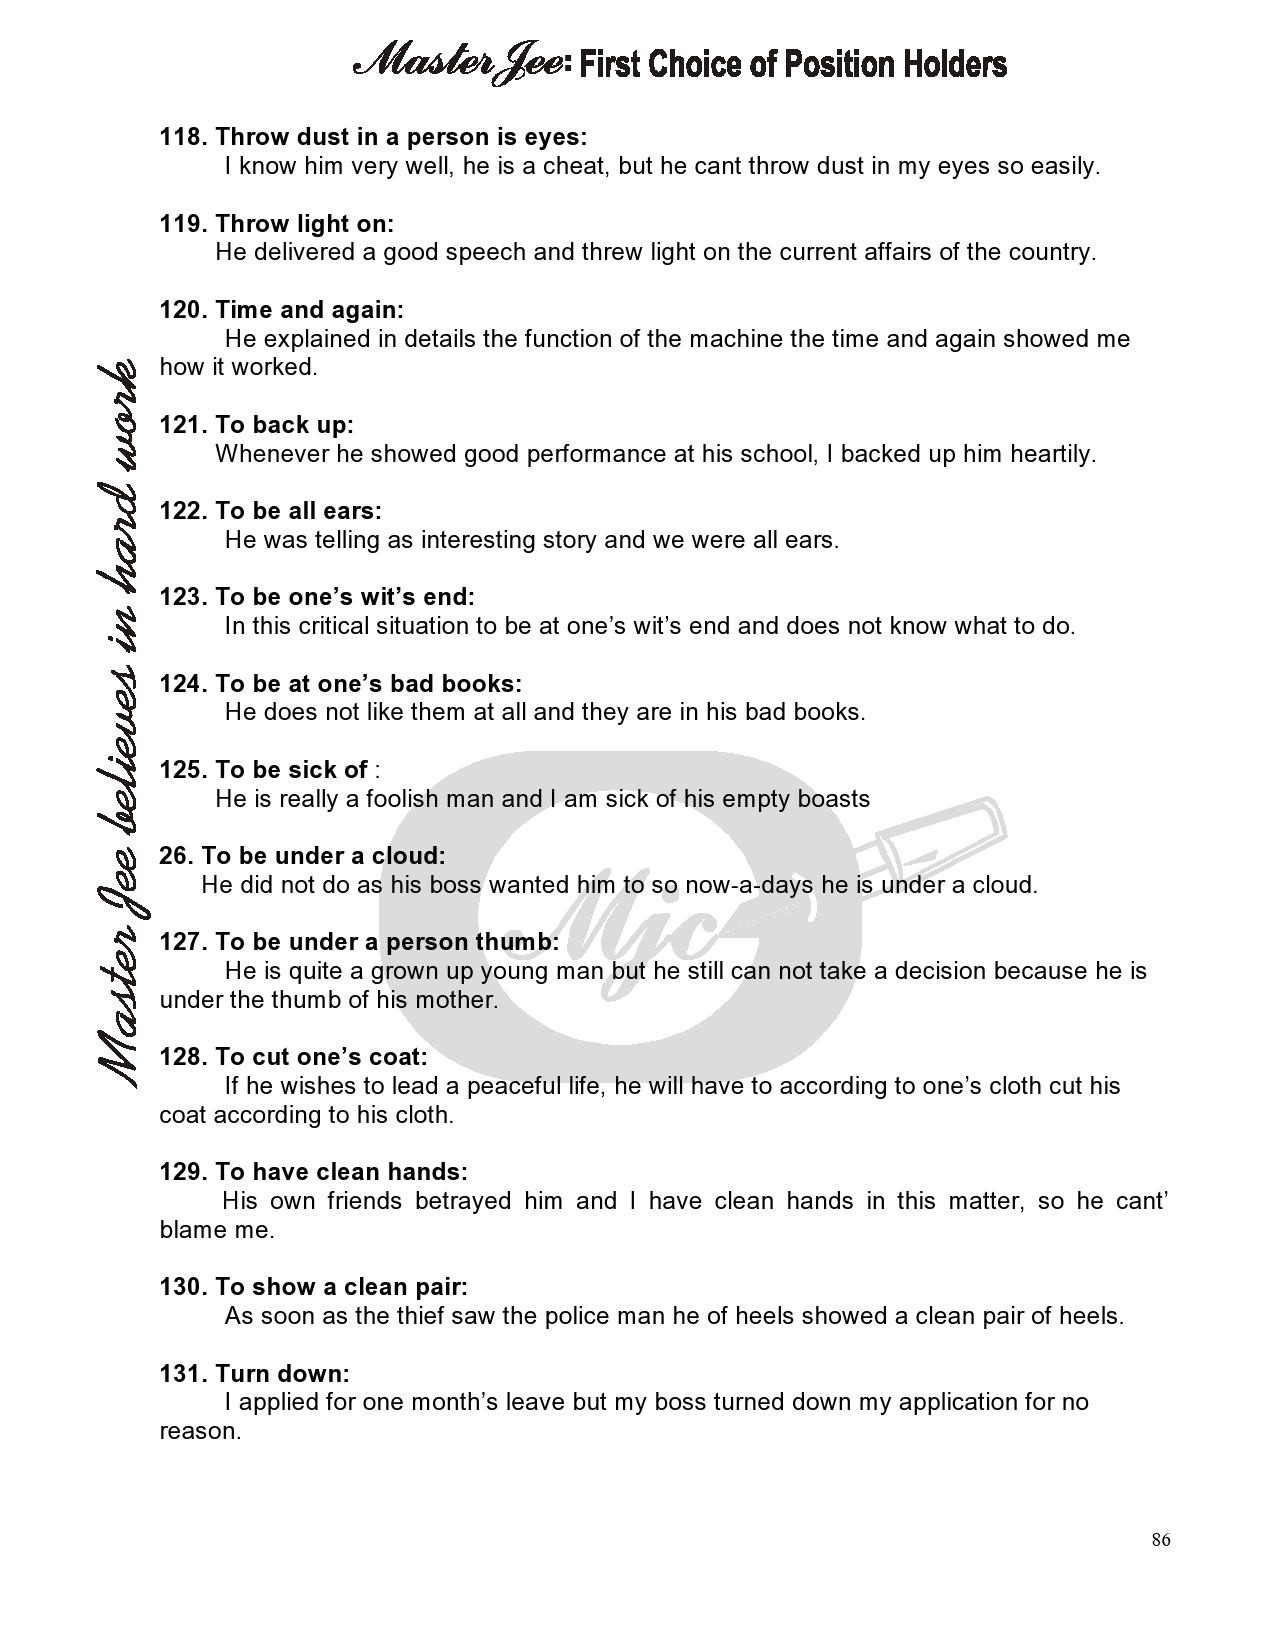 Master Jee: First Choice of Position Holders
118. Throw dust in a person is eyes:
I know him very well, he is a cheat, but he cant throw dust in my eyes so easily.
119. Throw light on:
He delivered a good speech and threw light on the current affairs of the country.
120. Time and again:
He explained in details the function of the machine the time and again showed me
how it worked.
121. To back up:
Whenever he showed good performance at his school, I backed up him heartily.
122. To be all ears:
He was telling as interesting story and we were all ears.
123. To be one’s wit’s end:
In this critical situation to be at one’s wit’s end and does not know what to do.
124. To be at one’s bad books:
He does not like them at all and they are in his bad books.
125. To be sick of :
He is really a foolish man and I am sick of his empty boasts
26. To be under a cloud:
He did not do as his boss wanted him to so now-a-days he is under a cloud.
127. To be under a person thumb:
He is quite a grown up young man but he still can not take a decision because he is
under the thumb of his mother.
128. To cut one’s coat:
If he wishes to lead a peaceful life, he will have to according to one’s cloth cut his
coat according to his cloth.
129. To have clean hands:
His own friends betrayed him and I have clean hands in this matter, so he cant’
blame me.
130. To show a clean pair:
As soon as the thief saw the police man he of heels showed a clean pair of heels.
131. Turn down:
I applied for one month’s leave but my boss turned down my application for no
reason.
Master Jee believes in hard work
Mjc
86